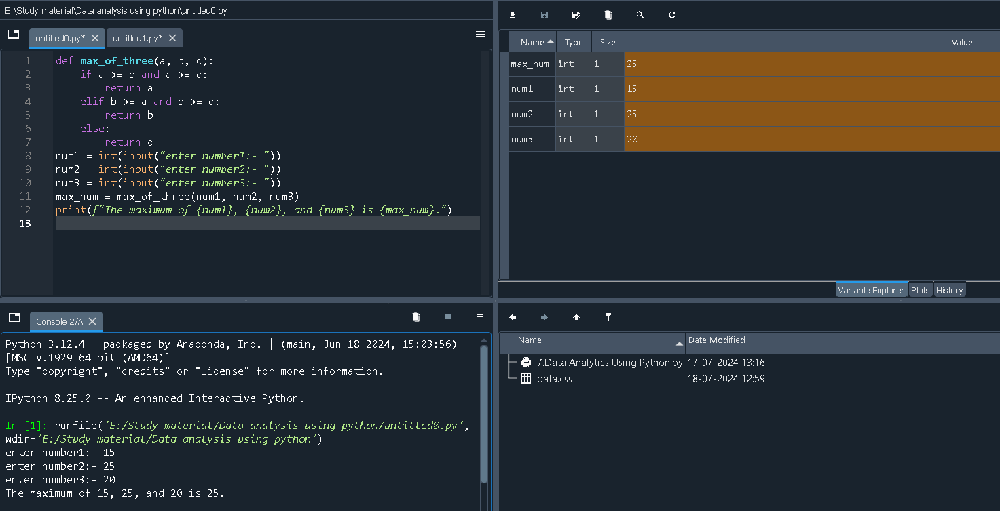 E:\Study material\Data analysis using python\untitled0.py
untitled0.py*
untitled1.py*
1 def max_of_three(a, b, c):
2     if a >= b and a >= c:
3         return a
4     elif b >= a and b >= c:
5         return b
6     else:
7         return c
8 num1 = int(input("enter number1:- "))
9 num2 = int(input("enter number2:- "))
10 num3 = int(input("enter number3:- "))
11 max_num = max_of_three(num1, num2, num3)
12 print(f"The maximum of {num1}, {num2}, and {num3} is {max_num}.")
13
Name Type Size Value
max_num int 1 25
num1 int 1 15
num2 int 1 25
num3 int 1 20
Variable Explorer Plots History
Console 2/A
Python 3.12.4 | packaged by Anaconda, Inc. | (main, Jun 18 2024, 15:03:56)
[MSC v.1929 64 bit (AMD64)]
Type "copyright", "credits" or "license" for more information.
IPython 8.25.0 -- An enhanced Interactive Python.
In [1]: runfile('E:/Study material/Data analysis using python/untitled0.py',
wdir='E:/Study material/Data analysis using python')
enter number1:- 15
enter number2:- 25
enter number3:- 20
The maximum of 15, 25, and 20 is 25.
Name Date Modified
7.Data Analytics Using Python.py 17-07-2024 13:16
data.csv 18-07-2024 12:59